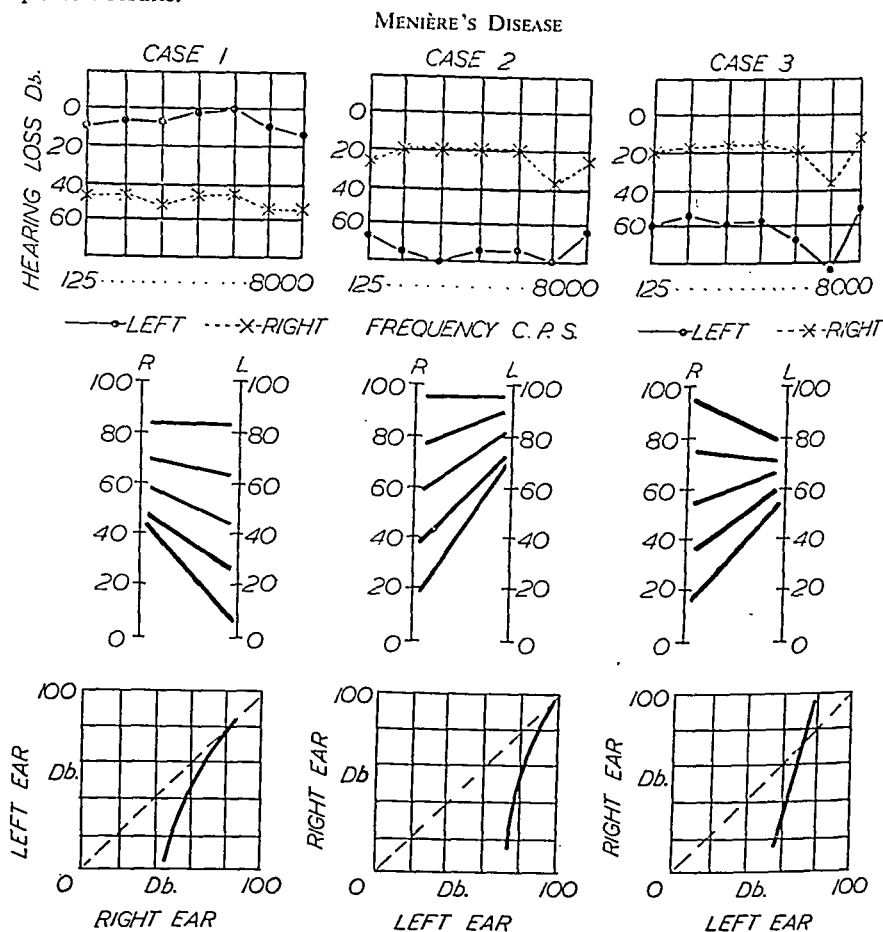 MENIÈRE'S DISEASE
CASE 1 CASE 2 CASE 3
HEARING LOSS Db.
0 0 0
20 20 20
40 40 40
60 60 60
125.......8000 125.......8000 125.......8000
LEFT RIGHT FREQUENCY C.P.S. LEFT RIGHT
R L R L R L
100 100 100 100 100 100
80 80 80 80 80 80
60 60 60 60 60 60
40 40 40 40 40 40
20 20 20 20 20 20
0 0 0 0 0 0
100 100 100
LEFT EAR RIGHT EAR RIGHT EAR
Db. Db Db.
0 Db. 100 0 Db. 100 0 Db. 100
RIGHT EAR LEFT EAR LEFT EAR